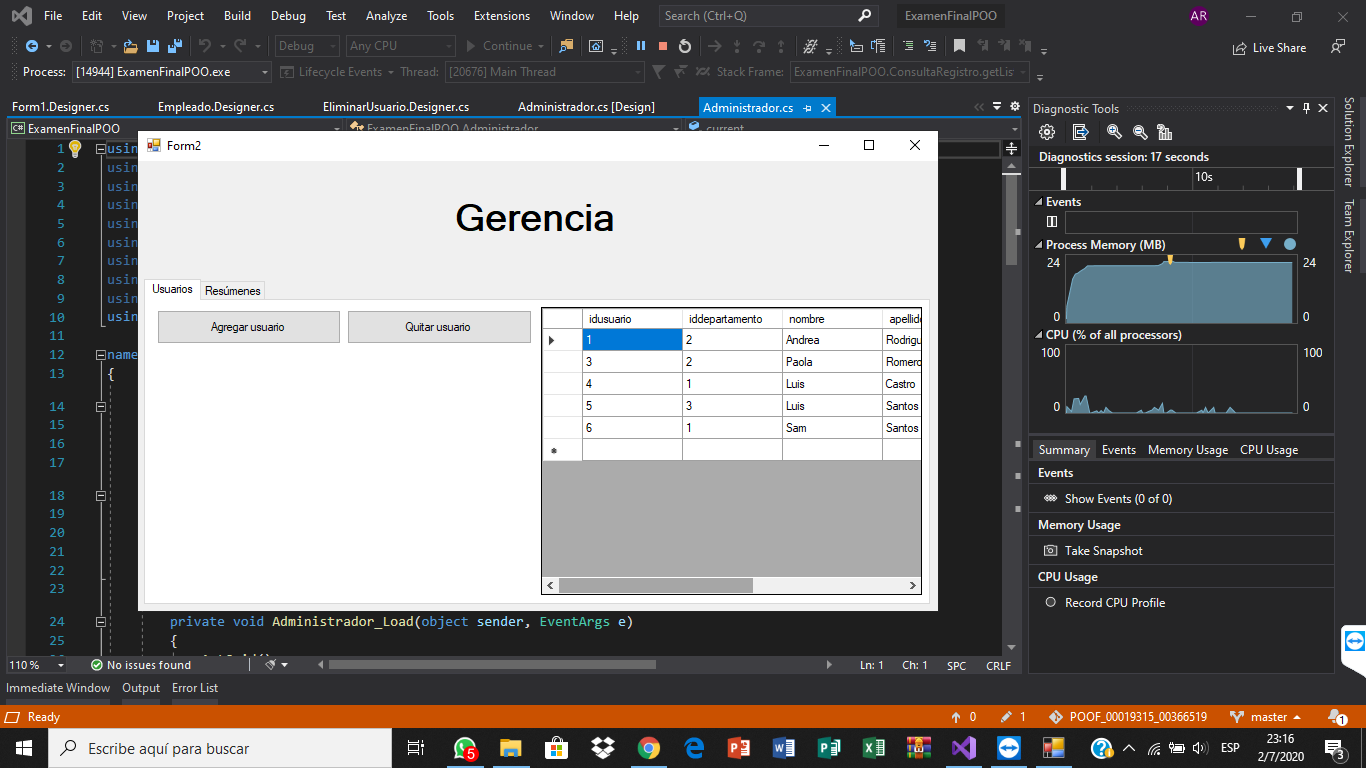 File Edit View Project Build Debug Test Analyze Tools Extensions Window Help Search (Ctrl+Q) ExamenFinalPOO AR
Debug Any CPU Continue Live Share
Process: [14944] ExamenFinalPOO.exe Lifecycle Events Thread: [20676] Main Thread Stack Frame: ExamenFinalPOO.ConsultaRegistro.getLis
Form1.Designer.cs Empleado.Designer.cs EliminarUsuario.Designer.cs Administrador.cs [Design] Administrador.cs
C# ExamenFinalPOO ExamenFinalPOO.Administrador current
1 usin
2 usin
3 usin
4 usin
5 usin
6 usin
7 usin
8 usin
9 usin
10 usin
11
12 name
13 {
14
15
16
17
18
19
20
21
22
23
24 private void Administrador_Load(object sender, EventArgs e)
25 {
Form2
Gerencia
Usuarios Resúmenes
Agregar usuario Quitar usuario
idusuario iddepartamento nombre apellido
1 2 Andrea Rodrigu
3 2 Paola Romero
4 1 Luis Castro
5 3 Luis Santos
6 1 Sam Santos
110 % No issues found Ln: 1 Ch: 1 SPC CRLF
Immediate Window Output Error List
Diagnostic Tools
Diagnostics session: 17 seconds
10s
Events
Process Memory (MB)
24 24
0 0
CPU (% of all processors)
100 100
0 0
Summary Events Memory Usage CPU Usage
Events
Show Events (0 of 0)
Memory Usage
Take Snapshot
CPU Usage
Record CPU Profile
Solution Explorer
Team Explorer
Ready 0 1 POOF_00019315_00366519 master 1
Escribe aquí para buscar 5 ESP 23:16
2/7/2020 3